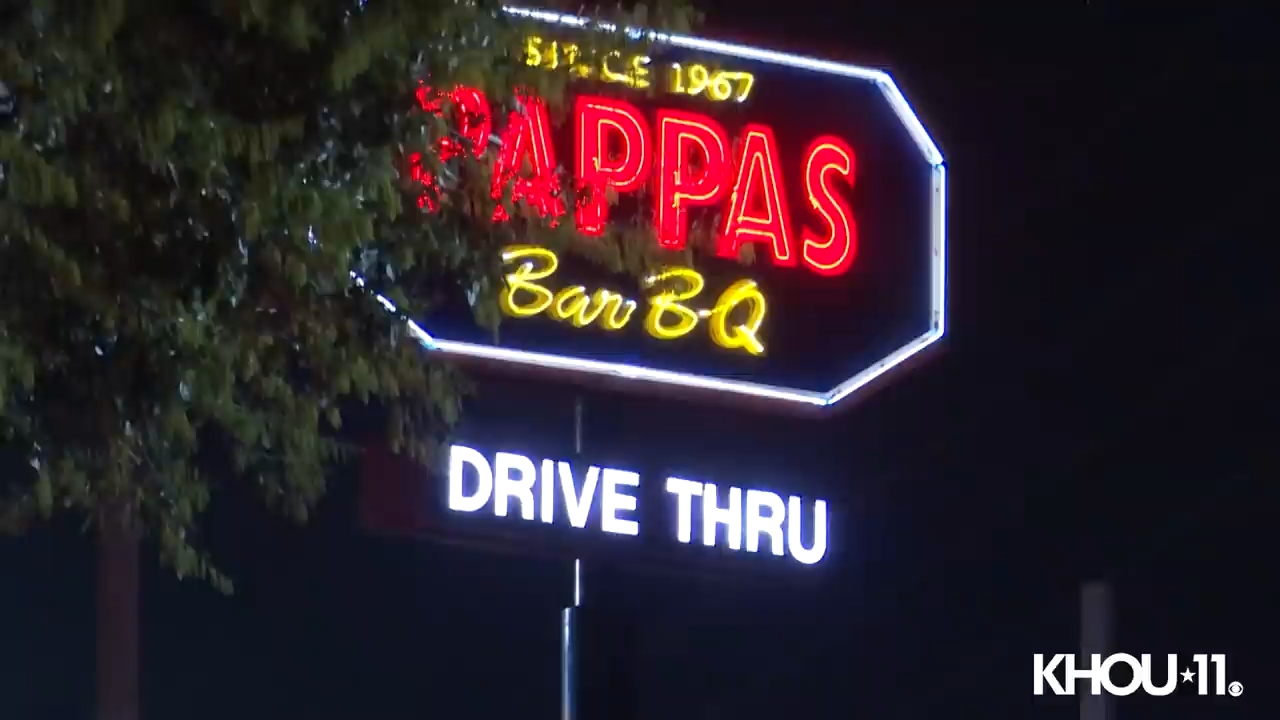 SINCE 1967
PAPPAS
Bar B-Q
DRIVE THRU
KHOU★11